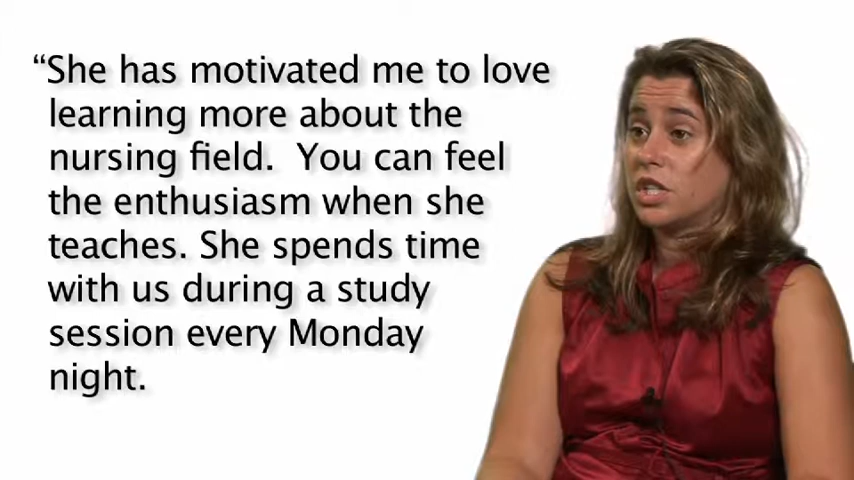 “She has motivated me to love
learning more about the
nursing field.  You can feel
the enthusiasm when she
teaches. She spends time
with us during a study
session every Monday
night.